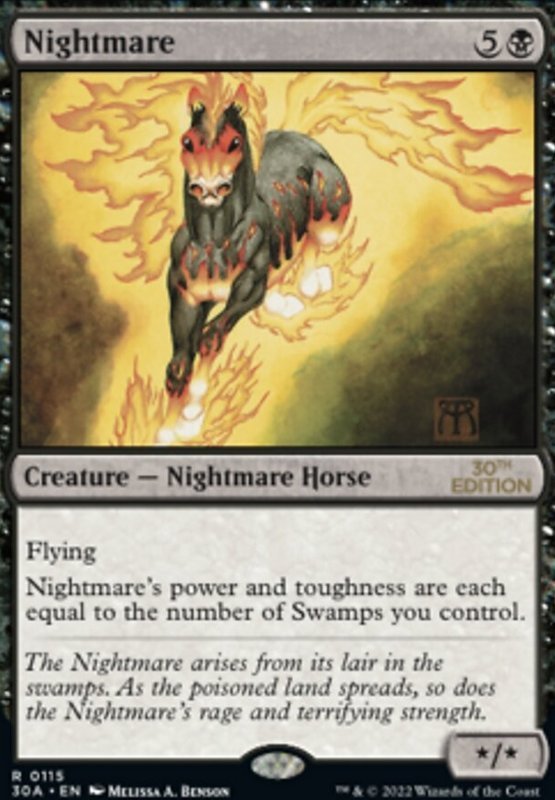 Nightmare 5
30TH
EDITION
Creature — Nightmare Horse
Flying
Nightmare's power and toughness are each
equal to the number of Swamps you control.
The Nightmare arises from its lair in the
swamps. As the poisoned land spreads, so does
the Nightmare's rage and terrifying strength.
*/*
R 0115
30A • EN Melissa A. Benson
™ & © 2022 Wizards of the Coast